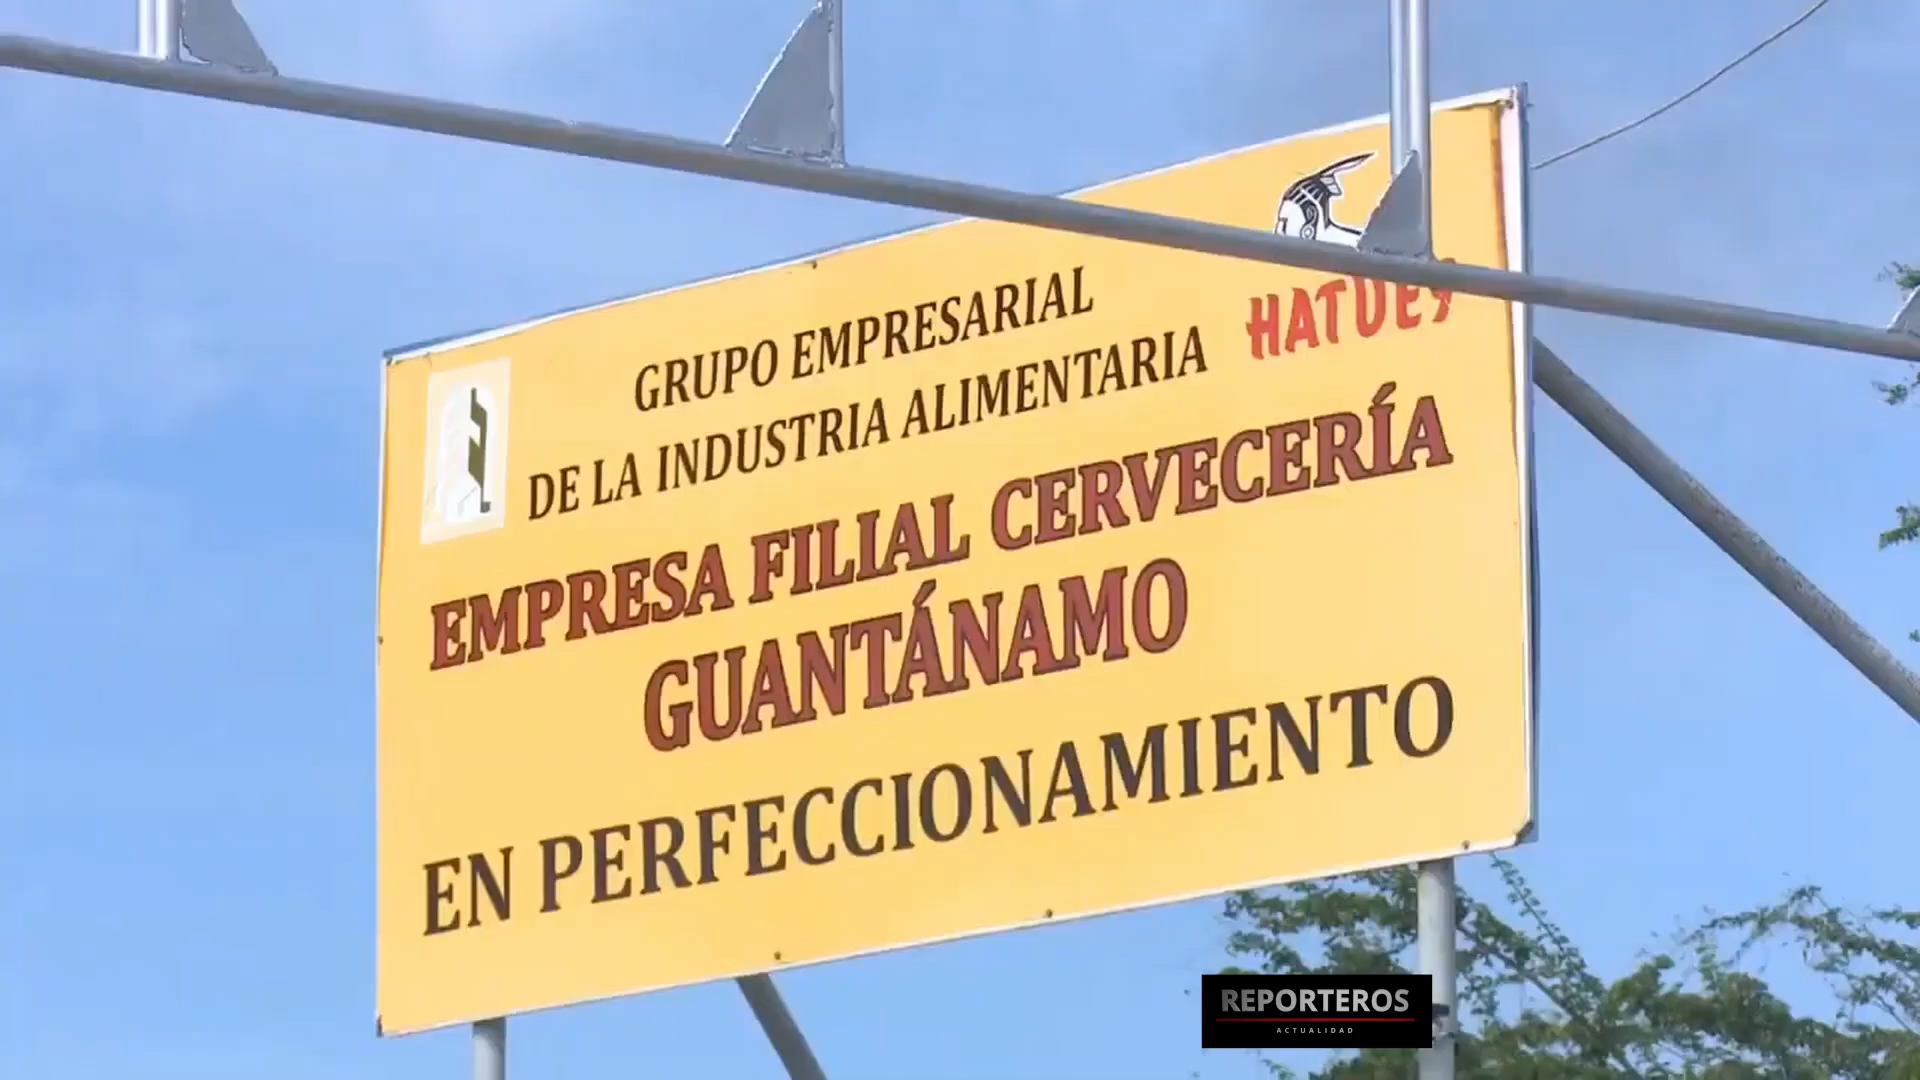 GRUPO EMPRESARIAL
DE LA INDUSTRIA ALIMENTARIA
HATUEY
EMPRESA FILIAL CERVECERÍA
GUANTÁNAMO
EN PERFECCIONAMIENTO
REPORTEROS
ACTUALIDAD